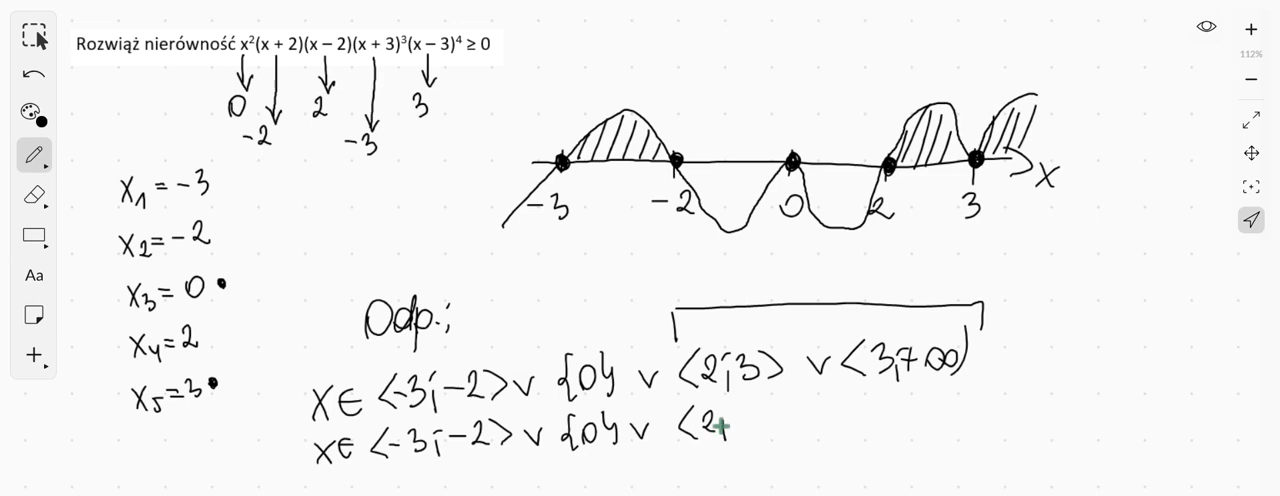 Rozwiąż nierówność x²(x + 2)(x – 2)(x + 3)³(x – 3)⁴ ≥ 0
0 -2 2 -3 3
x₁ = -3
x₂ = -2
x₃ = 0
x₄ = 2
x₅ = 3
-3 -2 0 2 3 x
Odp.:
x ∈ <-3; -2> ∨ {0} ∨ <2; 3> ∨ <3, +∞)
x ∈ <-3; -2> ∨ {0} ∨ <2;
112%
Aa